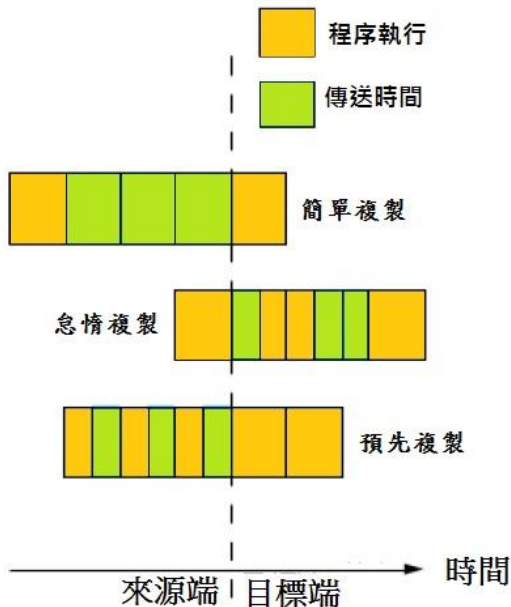 程序執行
傳送時間
簡單複製
怠惰複製
預先複製
時間
來源端 目標端